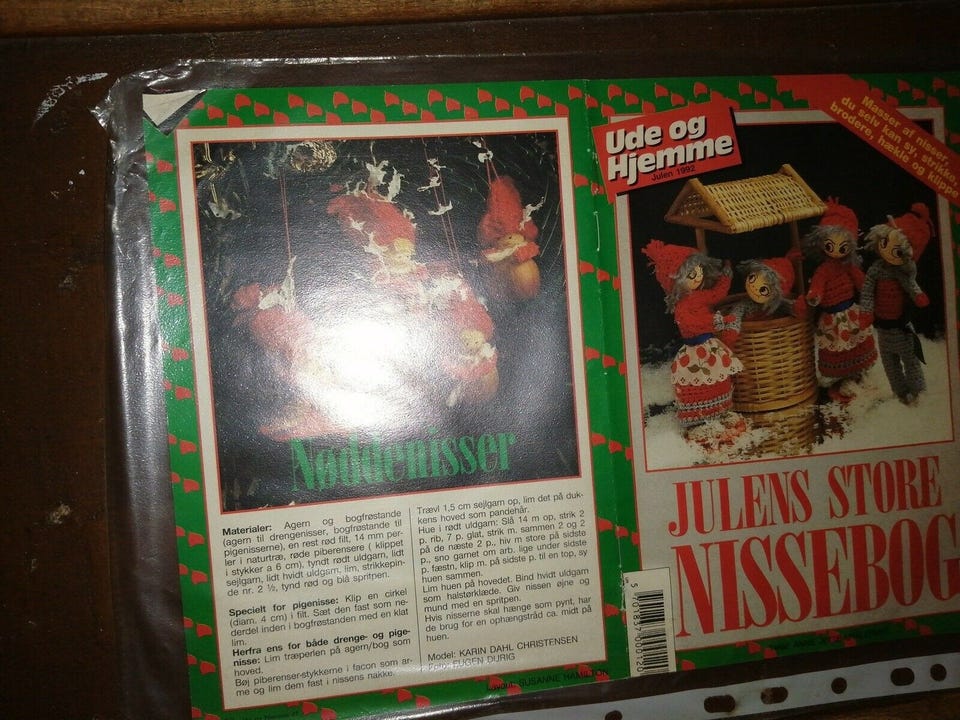 Nøddenisser
Materialer: Agern og bogfrøstande
(agern til drengenisser, bogfrøstande til
pigenisserne), en rest rød filt, 14 mm per-
ler i naturtræ, røde piberensere ( klippet
i stykker a 6 cm), tyndt rødt uldgarn, lidt
sejlgarn, lidt hvidt uldgarn, lim, strikkepin-
de nr. 2 ½, tynd rød og blå spritpen.
Specielt for pigenisse: Klip en cirkel
(diam. 4 cm) i filt. Sæt den fast som ne-
derdel inden i bogfrøstanden med en klat
lim.
Herfra ens for både drenge- og pige-
nisse: Lim træperlen på agern/bog som
hoved.
Bøj piberenser-stykkerne i facon som ar-
me og lim dem fast i nissens nakke.
Trævl 1,5 cm sejlgarn op, lim det på duk-
kens hoved som pandehår.
Hue i rødt uldgarn: Slå 14 m op, strik 2
p. rib, 7 p. glat, strik m. sammen 2 og 2
på de næste 2 p., hiv m store på sidste
p., sno garnet om arb. lige under sidste
p. fæstn, klip m. på sidste p. til en top, sy
huen sammen.
Lim huen på hovedet. Bind hvidt uldgarn
som halstørklæde. Giv nissen øjne og
mund med en spritpen.
Hvis nisserne skal hænge som pynt, har
de brug for en ophængstråd ca. midt på
huen.
Model: KARIN DAHL CHRISTENSEN
EUGEN DURIG
Layout: SUSANNE HAMILTON
Ude og
Hjemme
Julen 1992
Masser af nisser,
du selv kan sy, strikke,
brodere, hækle og klippe
JULENS STORE
NISSEBOG